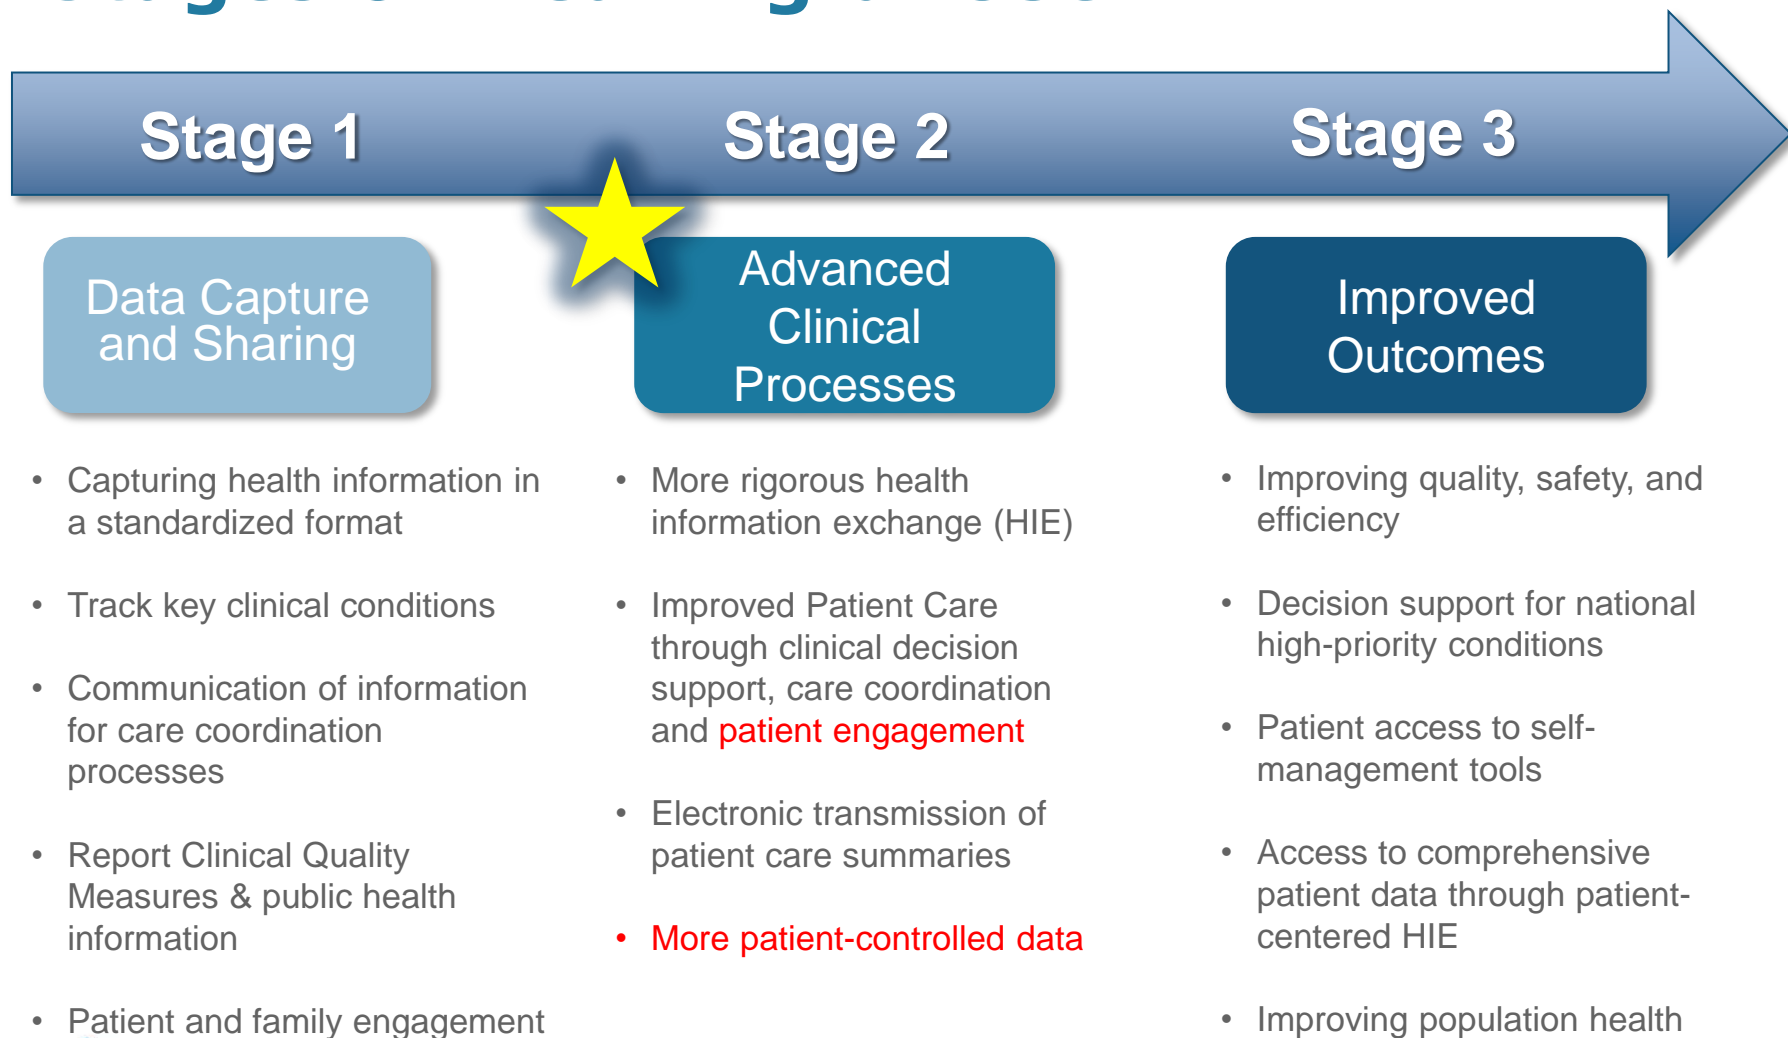 Stages of Meaningful Use
Stage 1
Stage 2
Stage 3
Data Capture
and Sharing
Advanced
Clinical
Processes
Improved
Outcomes
• Capturing health information in
a standardized format
• Track key clinical conditions
• Communication of information
for care coordination
processes
• Report Clinical Quality
Measures & public health
information
• Patient and family engagement
• More rigorous health
information exchange (HIE)
• Improved Patient Care
through clinical decision
support, care coordination
and patient engagement
• Electronic transmission of
patient care summaries
• More patient-controlled data
• Improving quality, safety, and
efficiency
• Decision support for national
high-priority conditions
• Patient access to self-
management tools
• Access to comprehensive
patient data through patient-
centered HIE
• Improving population health